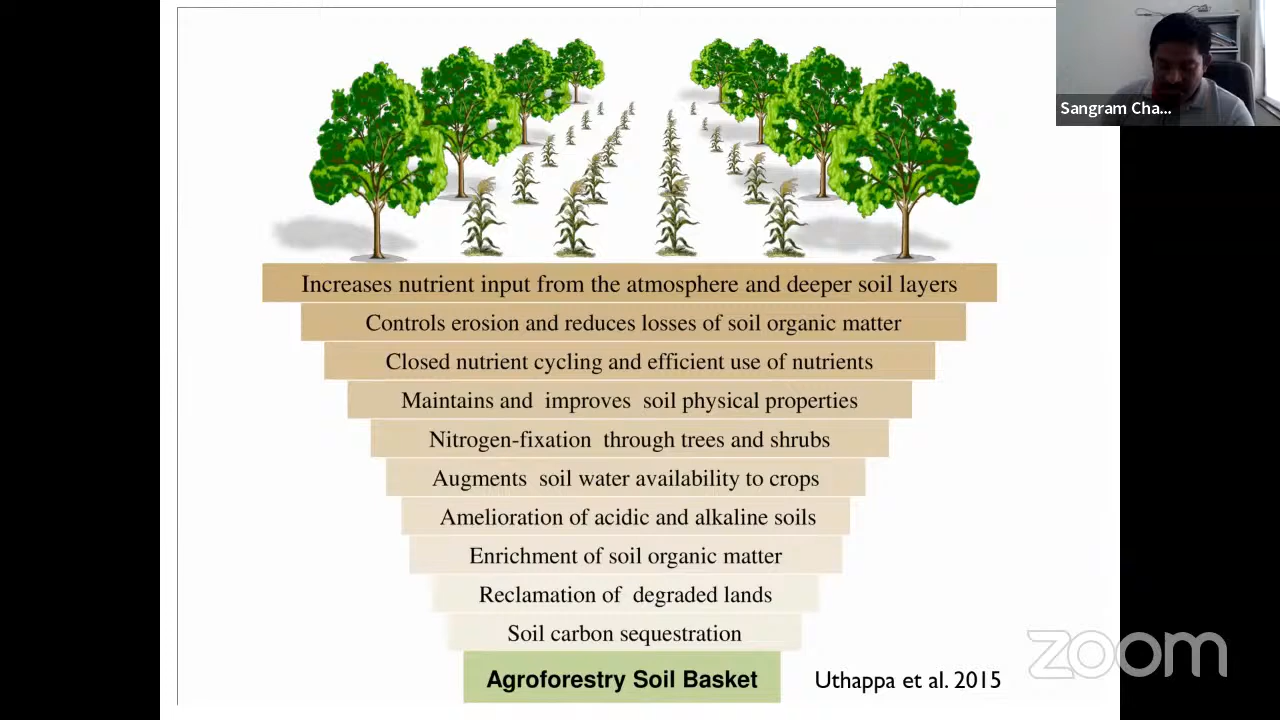 Sangram Cha...
Increases nutrient input from the atmosphere and deeper soil layers
Controls erosion and reduces losses of soil organic matter
Closed nutrient cycling and efficient use of nutrients
Maintains and improves soil physical properties
Nitrogen-fixation through trees and shrubs
Augments soil water availability to crops
Amelioration of acidic and alkaline soils
Enrichment of soil organic matter
Reclamation of degraded lands
Soil carbon sequestration
Agroforestry Soil Basket
Uthappa et al. 2015
zoom